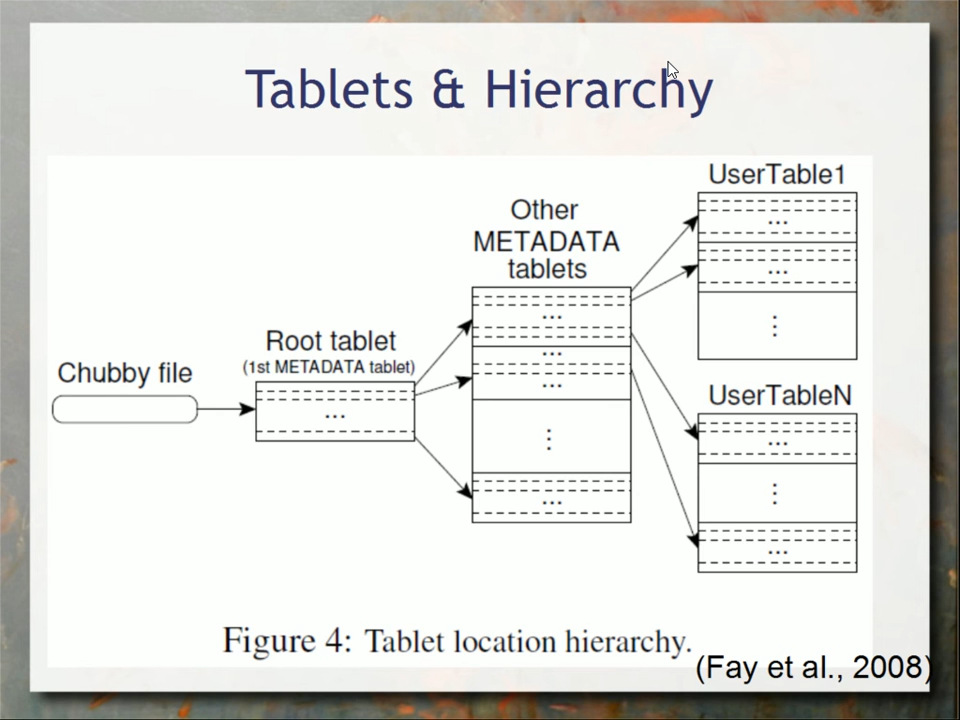 Tablets & Hierarchy
UserTable1
...
...
Other
METADATA
tablets
...
...
...
...
Root tablet
(1st METADATA tablet)
...
Chubby file
UserTableN
...
...
Figure 4: Tablet location hierarchy.
(Fay et al., 2008)